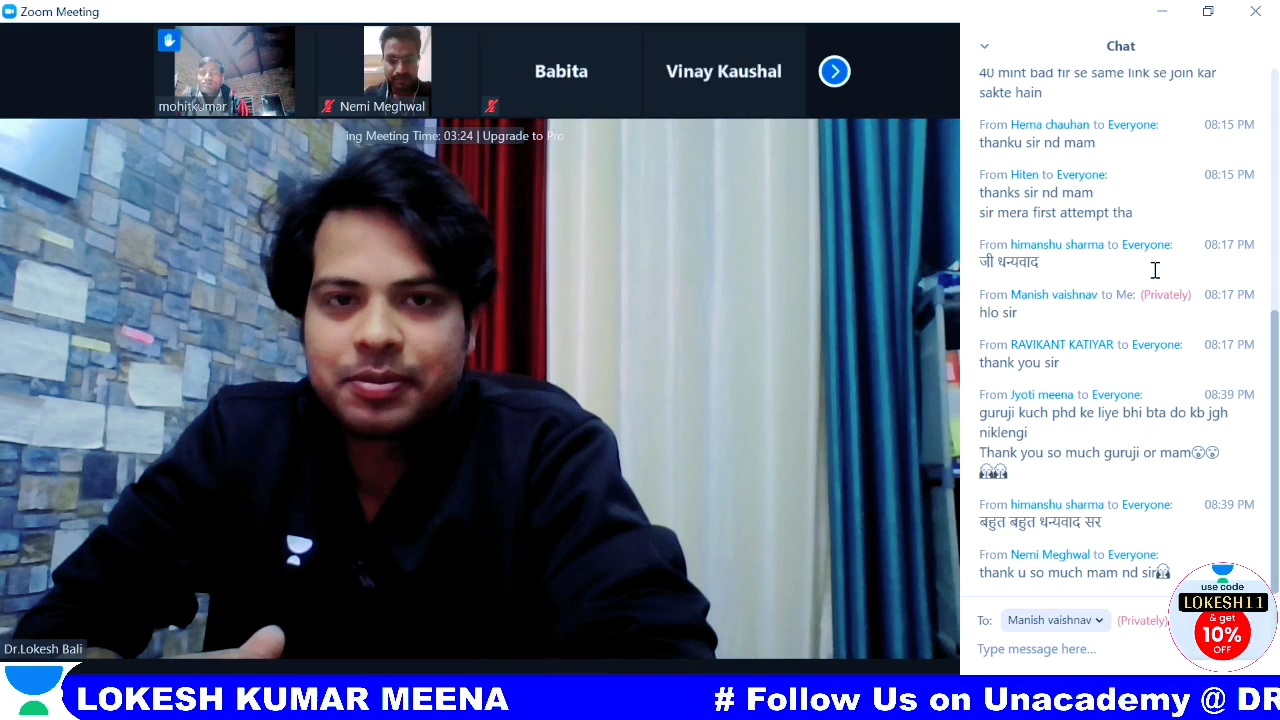 Zoom Meeting
mohitkumar
Nemi Meghwal
Babita
Vinay Kaushal
ing Meeting Time: 03:24 | Upgrade to Pro
Dr.Lokesh Bali
Chat
40 mint bad fir se same link se join kar
sakte hain
From Hema chauhan to Everyone: 08:15 PM
thanku sir nd mam
From Hiten to Everyone: 08:15 PM
thanks sir nd mam
sir mera first attempt tha
From himanshu sharma to Everyone: 08:17 PM
जी धन्यवाद
From Manish vaishnav to Me: (Privately) 08:17 PM
hlo sir
From RAVIKANT KATIYAR to Everyone: 08:17 PM
thank you sir
From Jyoti meena to Everyone: 08:39 PM
guruji kuch phd ke liye bhi bta do kb jgh
niklengi
Thank you so much guruji or mam
From himanshu sharma to Everyone: 08:39 PM
बहुत बहुत धन्यवाद सर
From Nemi Meghwal to Everyone:
thank u so much mam nd sir
To: Manish vaishnav (Privately)
Type message here...
use code
LOKESH11
& get
10%
OFF
LOKESH KUMAR MEENA # Follow Us on Unacademy @ DR